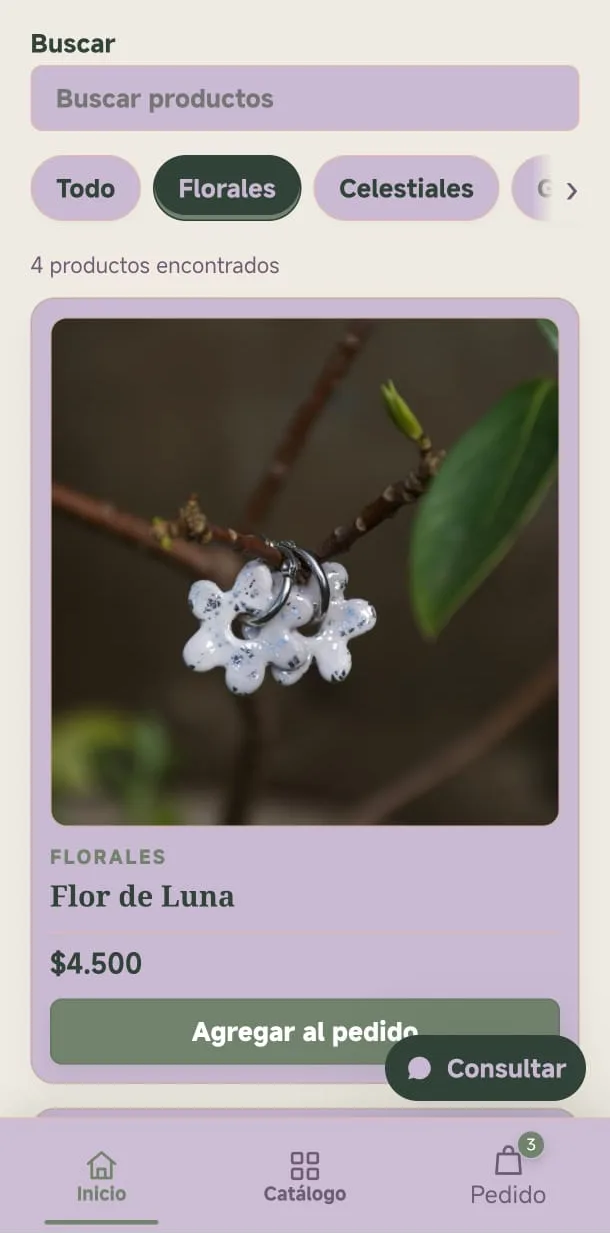 Buscar
Buscar productos
Todo
Florales
Celestiales
4 productos encontrados
FLORALES
Flor de Luna
$4.500
Agregar al pedido
Consultar
3
Inicio
Catálogo
Pedido